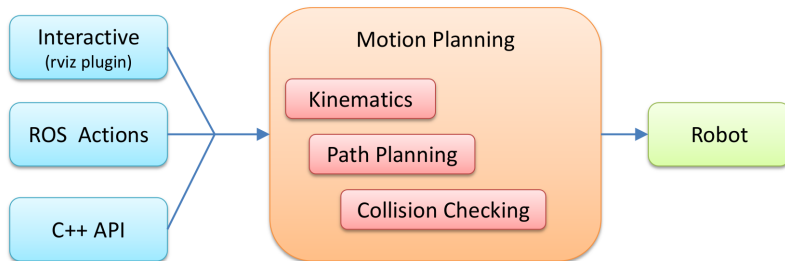 Interactive
(rviz plugin)
ROS Actions
C++ API
Motion Planning
Kinematics
Path Planning
Collision Checking
Robot